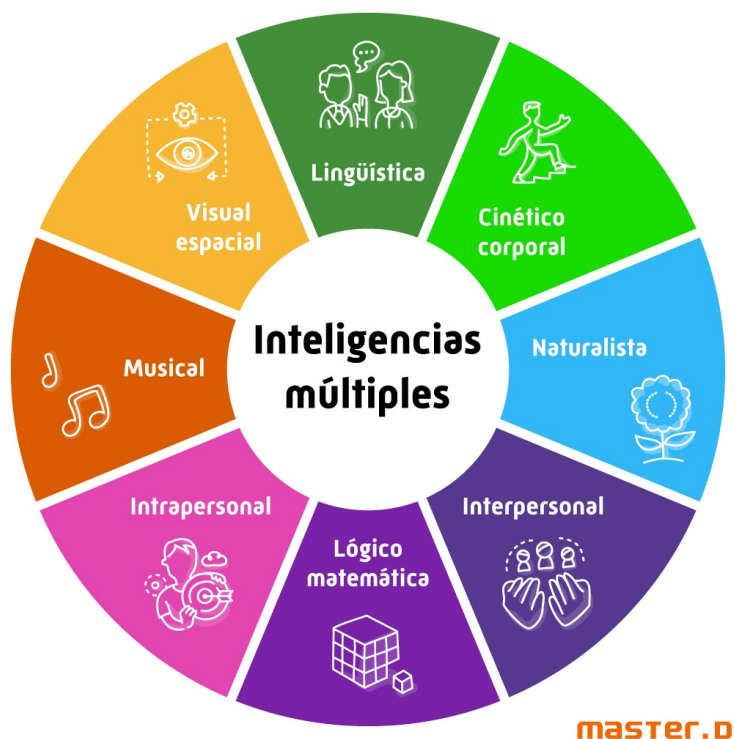 Lingüística
Cinético
corporal
Naturalista
Interpersonal
Lógico
matemática
Intrapersonal
Musical
Visual
espacial
Inteligencias
múltiples
master.D